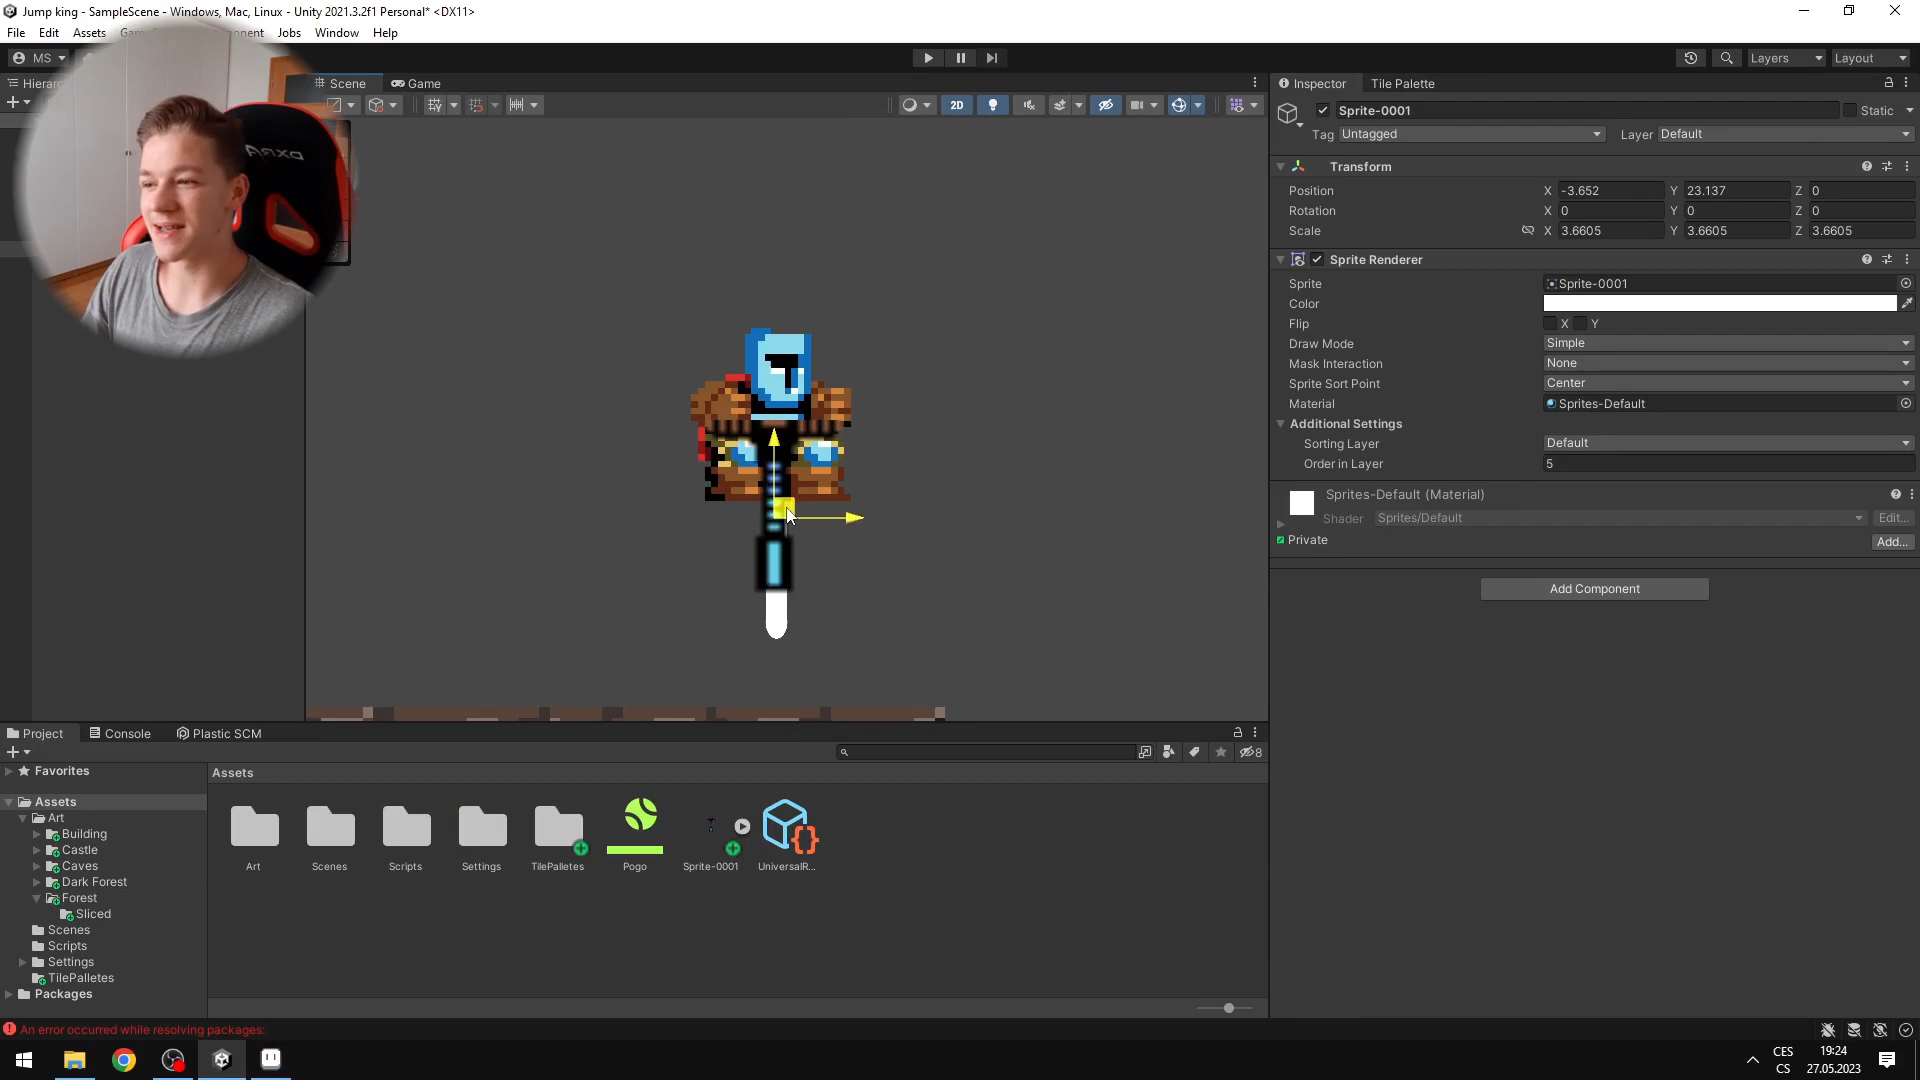 Jump king - SampleScene - Windows, Mac, Linux - Unity 2021.3.2f1 Personal* <DX11>
File Edit Assets Jobs Window Help
MS
Layers Layout
Scene Game
Inspector Tile Palette
2D
Sprite-0001 Static
Tag Untagged Layer Default
Transform
Position X -3.652 Y 23.137 Z 0
Rotation X 0 Y 0 Z 0
Scale X 3.6605 Y 3.6605 Z 3.6605
Sprite Renderer
Sprite Sprite-0001
Color
Flip X Y
Draw Mode Simple
Mask Interaction None
Sprite Sort Point Center
Material Sprites-Default
Additional Settings
Sorting Layer Default
Order in Layer 5
Sprites-Default (Material)
Shader Sprites/Default Edit...
Private Add...
Add Component
Project Console Plastic SCM
8
Favorites
Assets
Art
Building
Castle
Caves
Dark Forest
Forest
Sliced
Scenes
Scripts
Settings
TilePalletes
Packages
Assets
Art Scenes Scripts Settings TilePalletes Pogo Sprite-0001 UniversalR...
An error occurred while resolving packages:
CES
CS
19:24
27.05.2023